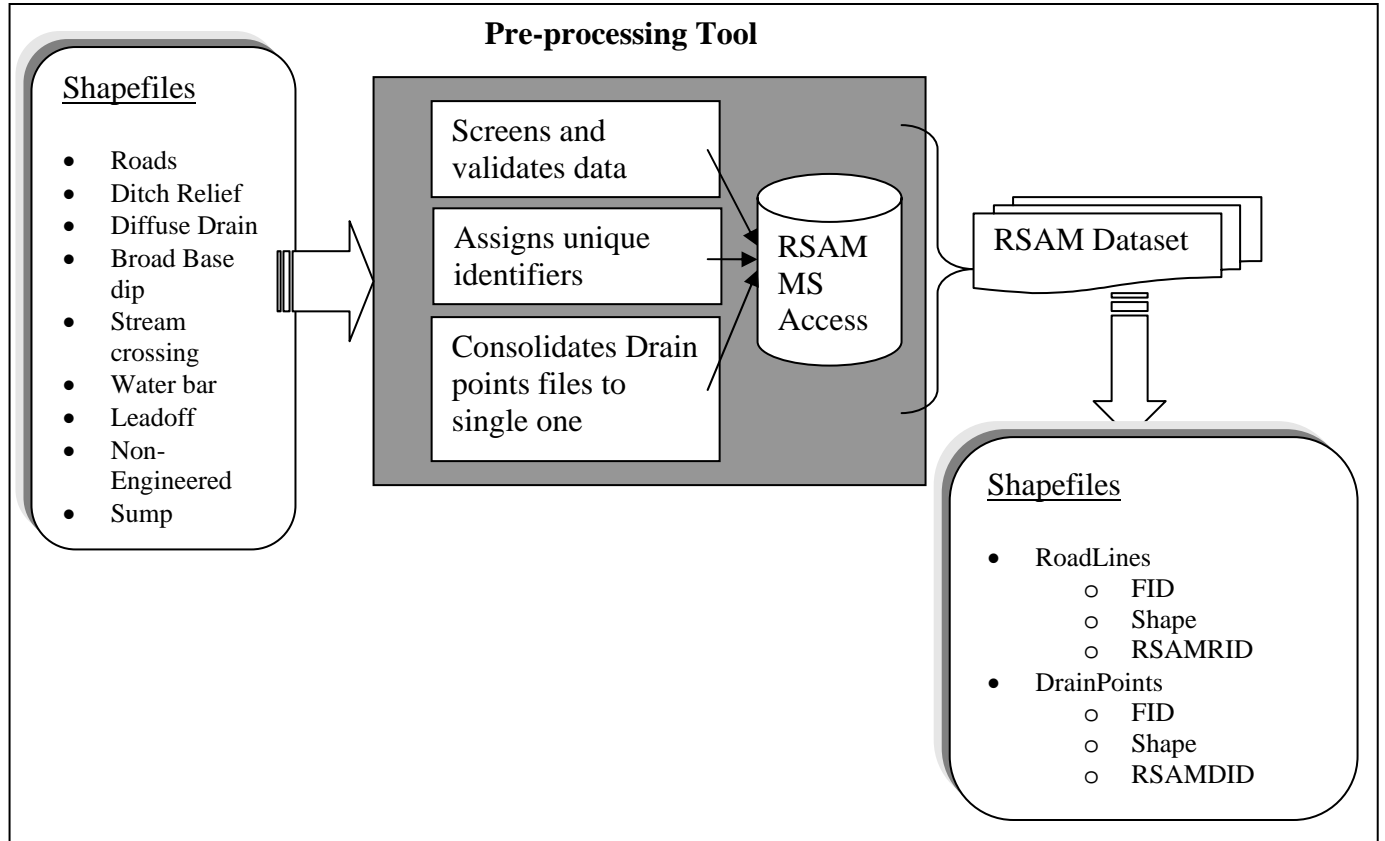 Pre-processing Tool
Shapefiles
• Roads
• Ditch Relief
• Diffuse Drain
• Broad Base
dip
• Stream
crossing
• Water bar
• Leadoff
• Non-
Engineered
• Sump
Screens and
validates data
Assigns unique
identifiers
Consolidates Drain
points files to
single one
RSAM
MS
Access
RSAM Dataset
Shapefiles
• RoadLines
o FID
o Shape
o RSAMRID
• DrainPoints
o FID
o Shape
o RSAMDID